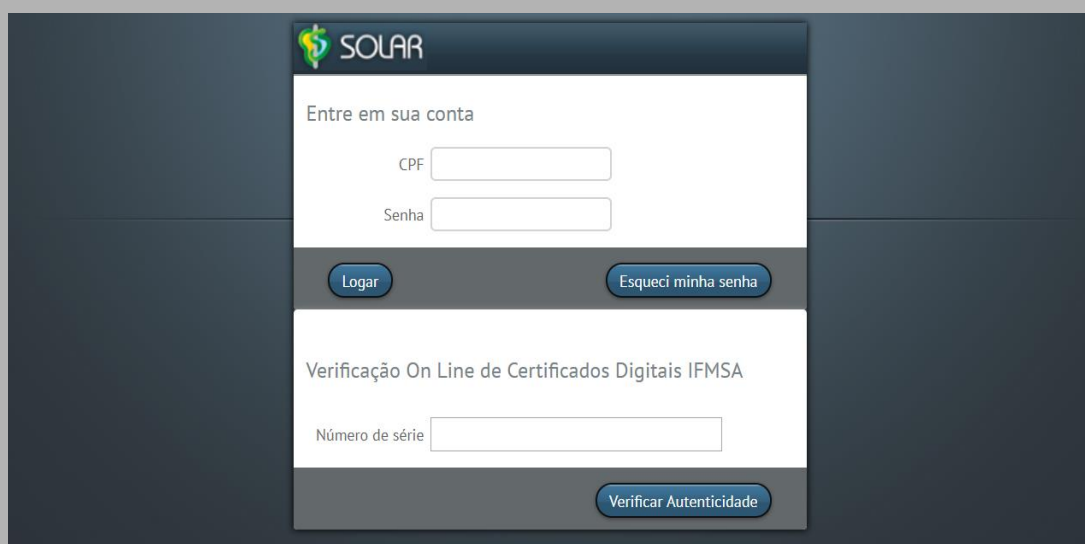 SOLAR
Entre em sua conta
CPF
Senha
Logar
Esqueci minha senha
Verificação On Line de Certificados Digitais IFMSA
Número de série
Verificar Autenticidade